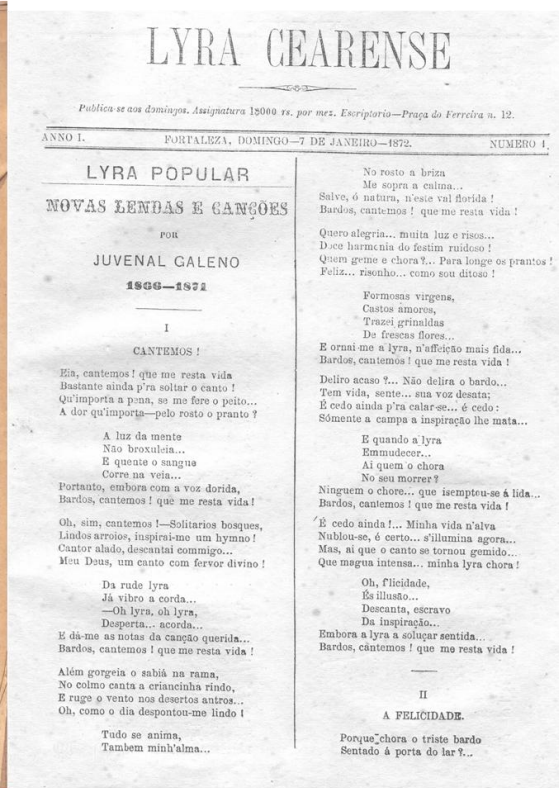 LYRA CEARENSE
Publica-se aos domingos. Assignatura 1$000 rs. por mez. Escriptorio—Praça do Ferreira n. 12.
ANNO I. FORTALEZA, DOMINGO—7 DE JANEIRO—1872. NUMERO 1.
LYRA POPULAR
NOVAS LENDAS E CANÇÕES
POR
JUVENAL GALENO
1866—1871
I
CANTEMOS !
Eia, cantemos ! que me resta vida
Bastante ainda p'ra soltar o canto !
Qu'importa a pena, se me fere o peito...
A dor qu'importa—pelo rosto o pranto ?
A luz da mente
Não broxuleia...
E quente o sangue
Corre na veia...
Portanto, embora com a voz dorida,
Bardos, cantemos ! que me resta vida !
Oh, sim, cantemos !—Solitarios bosques,
Lindos arroios, inspirai-me um hymno !
Cantor alado, descantai commigo...
Meu Deus, um canto com fervor divino !
Da rude lyra
Já vibro a corda...
—Oh lyra, oh lyra,
Desperta... acorda...
E dá-me as notas da canção querida...
Bardos, cantemos ! que me resta vida !
Além gorgeia o sabiá na rama,
No colmo canta a criancinha rindo,
E ruge o vento nos desertos antros...
Oh, como o dia despontou-me lindo !
Tudo se anima,
Tambem minh'alma...
No rosto a briza
Me sopra a calma...
Salve, ó natura, n'este val florida !
Bardos, cantemos ! que me resta vida !
Quero alegria... muita luz e risos...
Doce harmonia do festim ruidoso !
Quem geme e chora?... Para longe os prantos !
Feliz... risonho... como sou ditoso !
Formosas virgens,
Castos amores,
Trazei grinaldas
De frescas flores...
E ornai-me a lyra, n'affeição mais fida...
Bardos, cantemos ! que me resta vida !
Deliro acaso ?... Não delira o bardo...
Tem vida, sente... sua voz desata;
É cedo ainda p'ra calar-se... é cedo :
Sómente a campa a inspiração lhe mata...
E quando a lyra
Emmudecer...
Ai quem o chora
No seu morrer ?
Ninguem o chore... que isemptou-se á lida...
Bardos, cantemos ! que me resta vida !
É cedo ainda !... Minha vida n'alva
Nublou-se, é certo... s'illumina agora...
Mas, ai que o canto se tornou gemido...
Que magua intensa... minha lyra chora !
Oh, flicidade,
És illusão...
Descanta, escravo
Da inspiração...
Embora a lyra a soluçar sentida...
Bardos, cantemos ! que me resta vida !
II
A FELICIDADE.
Porque chora o triste bardo
Sentado á porta do lar ?...